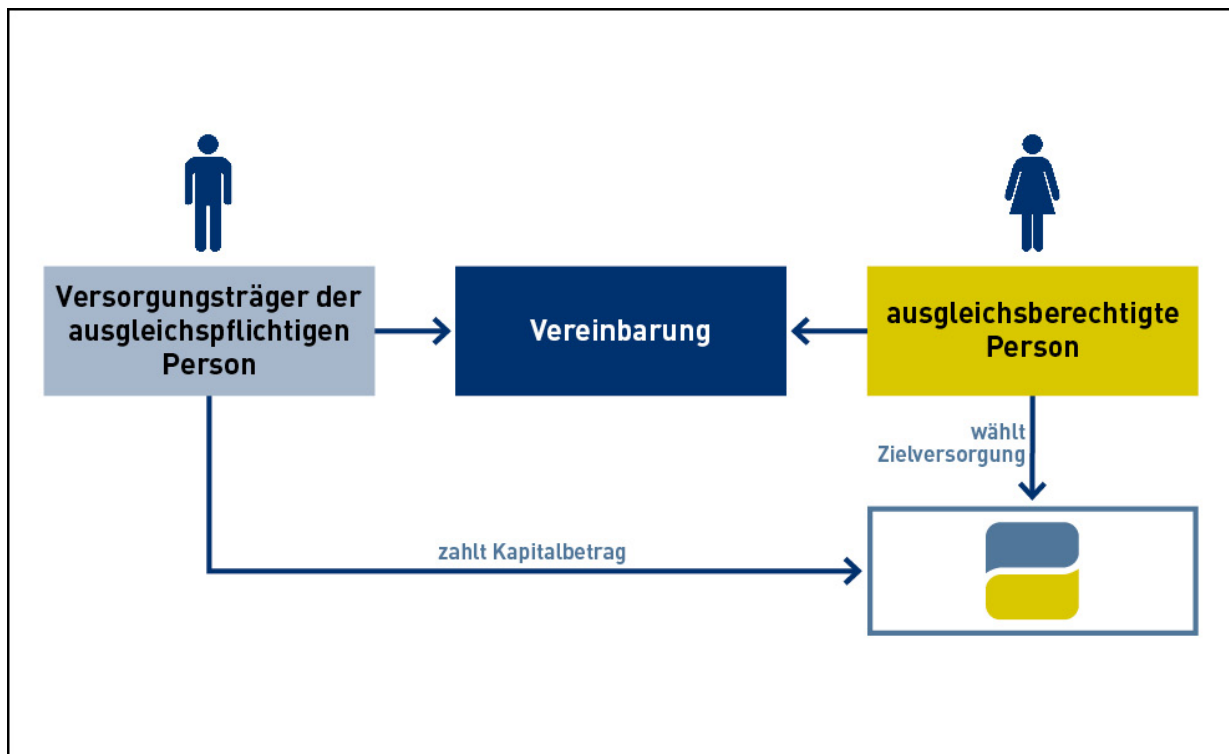 Versorgungsträger der
ausgleichspflichtigen
Person
Vereinbarung
ausgleichsberechtigte
Person
wählt
Zielversorgung
zahlt Kapitalbetrag